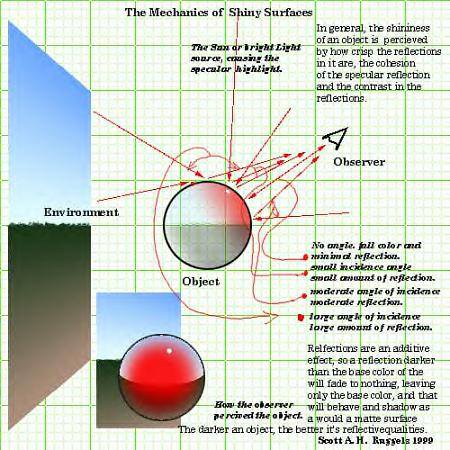 The Mechanics of Shiny Surfaces
In general, the shininess
of an object is percieved
by how crisp the reflections
in it are, the cohesion
of the specular reflection
and the contrast in the
reflections.
The Sun or bright Light
source, causing the
specular highlight.
Observer
Environment
Object
No angle, full color and
minimal reflection.
small incidence angle
small amount of reflection.
moderate angle of incidence
moderate reflection.
large angle of incidence
large amount of reflection.
Relfections are an additive
effect, so a reflection darker
than the base color of the
will fade to nothing, leaving
only the base color, and that
will behave and shadow as
a would a matte surface
How the observer
percived the object.
The darker an object, the better it's reflectivequalities.
Scott A. H. Ruggels 1999